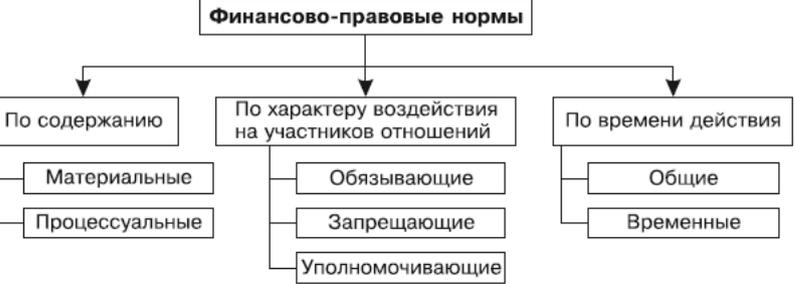 Финансово-правовые нормы
По содержанию
Материальные
Процессуальные
По характеру воздействия
на участников отношений
Обязывающие
Запрещающие
Уполномочивающие
По времени действия
Общие
Временные